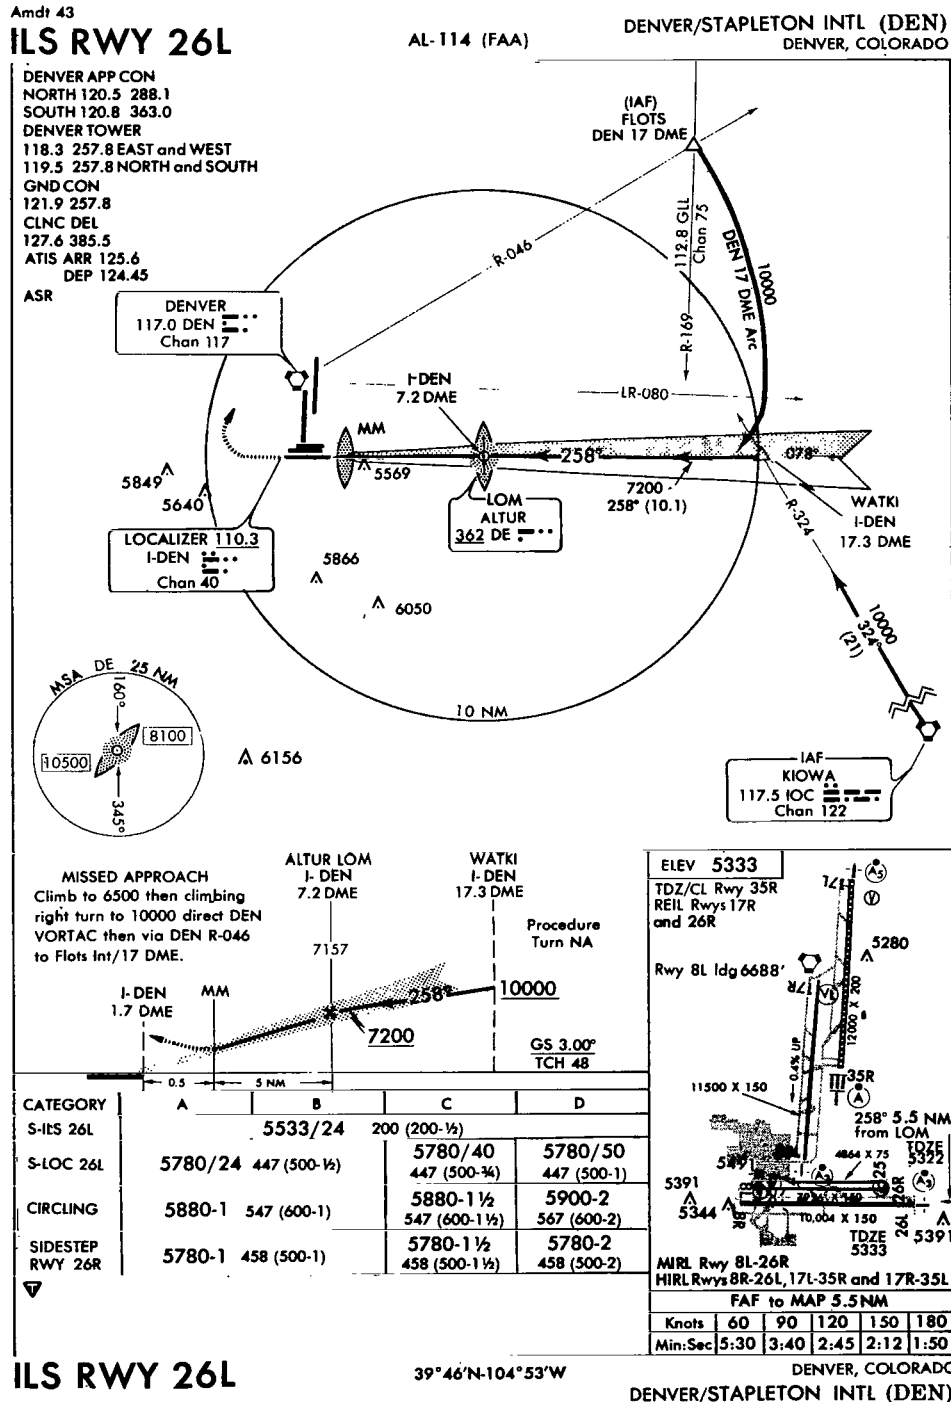 Amdt 43
ILS RWY 26L
AL-114 (FAA)
DENVER/STAPLETON INTL (DEN)
DENVER, COLORADO
DENVER APP CON
NORTH 120.5 288.1
SOUTH 120.8 363.0
DENVER TOWER
118.3 257.8 EAST and WEST
119.5 257.8 NORTH and SOUTH
GND CON
121.9 257.8
CLNC DEL
127.6 385.5
ATIS ARR 125.6
DEP 124.45
ASR
(IAF)
FLOTS
DEN 17 DME
R-046
112.8 GLL
Chan 75
R-169
DEN 17 DME Arc
10000
DENVER
117.0 DEN
Chan 117
I-DEN
7.2 DME
LR-080
MM
258°
078°
5569
7200
258° (10.1)
WATKI
I-DEN
17.3 DME
R-324
5849
5640
LOM
ALTUR
362 DE
LOCALIZER 110.3
I-DEN
Chan 40
5866
6050
10000
324°
(21)
10 NM
MSA DE 25 NM
160°
8100
10500
345°
6156
IAF
KIOWA
117.5 IOC
Chan 122
MISSED APPROACH
Climb to 6500 then climbing
right turn to 10000 direct DEN
VORTAC then via DEN R-046
to Flots Int/17 DME.
ALTUR LOM
I-DEN
7.2 DME
WATKI
I-DEN
17.3 DME
7157
Procedure
Turn NA
I-DEN
1.7 DME
MM
258°
10000
7200
GS 3.00°
TCH 48
0.5
5 NM
ELEV 5333
TDZ/CL Rwy 35R
REIL Rwys 17R
and 26R
17L
A5
V
5280
Rwy 8L ldg 6688'
17R
12000 X 200
0.4% UP
35R
A
11500 X 150
258° 5.5 NM
from LOM
TDZE
5322
4864 X 75
5391
5344
8L
8R
25
26R
26L
10,004 X 150
TDZE
5333
5391
MIRL Rwy 8L-26R
HIRL Rwys 8R-26L, 17L-35R and 17R-35L
CATEGORY A B C D
S-ILS 26L 5533/24 200 (200-½)
S-LOC 26L 5780/24 447 (500-½) 5780/40 447 (500-¾) 5780/50 447 (500-1)
CIRCLING 5880-1 547 (600-1) 5880-1½ 547 (600-1½) 5900-2 567 (600-2)
SIDESTEP RWY 26R 5780-1 458 (500-1) 5780-1½ 458 (500-1½) 5780-2 458 (500-2)
T
FAF to MAP 5.5 NM
Knots 60 90 120 150 180
Min:Sec 5:30 3:40 2:45 2:12 1:50
ILS RWY 26L
39°46'N-104°53'W
DENVER, COLORADO
DENVER/STAPLETON INTL (DEN)